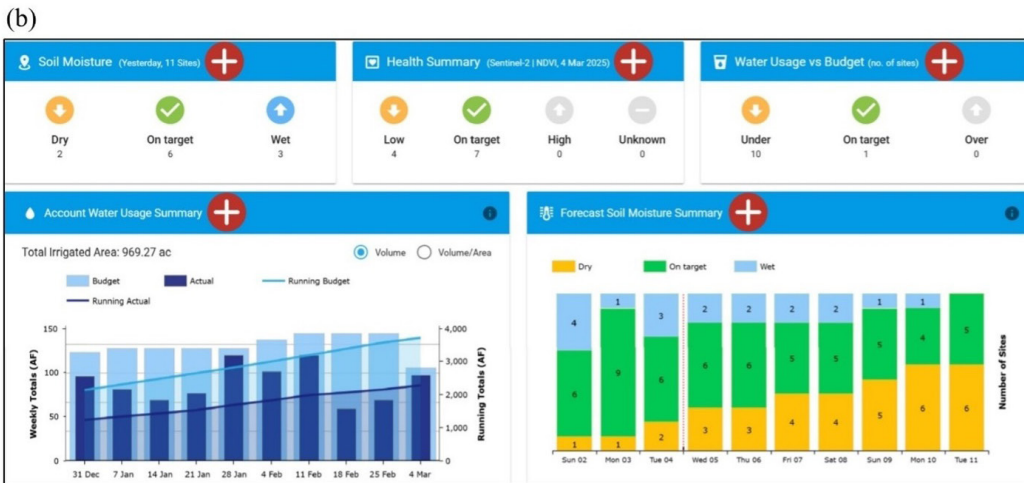 (b)
Soil Moisture (Yesterday, 11 Sites)
Dry
2
On target
6
Wet
3
Health Summary (Sentinel-2 | NDVI, 4 Mar 2025)
Low
4
On target
7
High
0
Unknown
0
Water Usage vs Budget (no. of sites)
Under
10
On target
1
Over
0
Account Water Usage Summary
Total Irrigated Area: 969.27 ac
Volume Volume/Area
Budget Actual Running Budget
Running Actual
Weekly Totals (AF)
150
100
50
0
4,000
3,000
2,000
1,000
0
Running Totals (AF)
31 Dec 7 Jan 14 Jan 21 Jan 28 Jan 4 Feb 11 Feb 18 Feb 25 Feb 4 Mar
Forecast Soil Moisture Summary
Dry On target Wet
4 1 3 2 2 2 2 1 1
6 9 6 6 6 5 5 5 4 5
1 1 2 3 3 4 4 5 6 6
Number of Sites
Sun 02 Mon 03 Tue 04 Wed 05 Thu 06 Fri 07 Sat 08 Sun 09 Mon 10 Tue 11